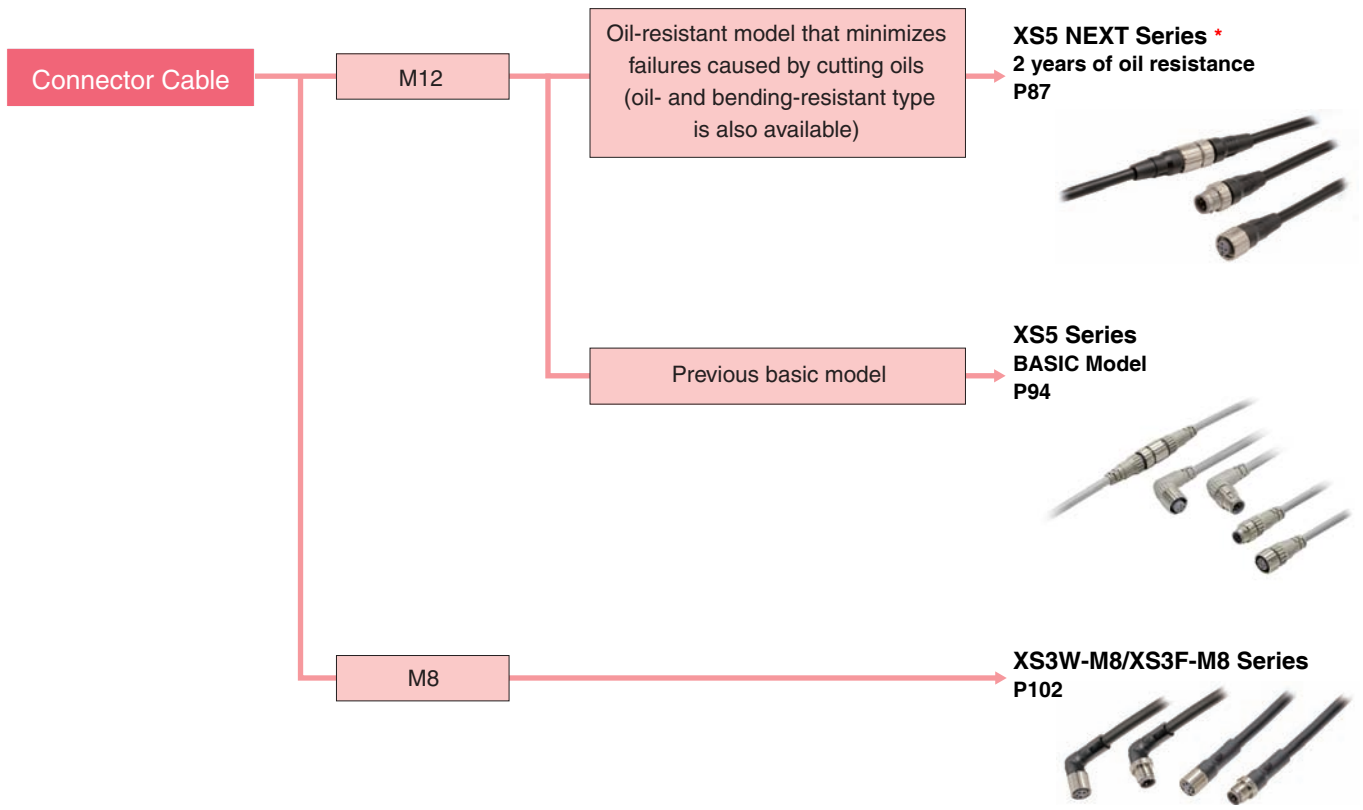 Connector Cable
M12
Oil-resistant model that minimizes
failures caused by cutting oils
(oil- and bending-resistant type
is also available)
XS5 NEXT Series *
2 years of oil resistance
P87
Previous basic model
XS5 Series
BASIC Model
P94
M8
XS3W-M8/XS3F-M8 Series
P102